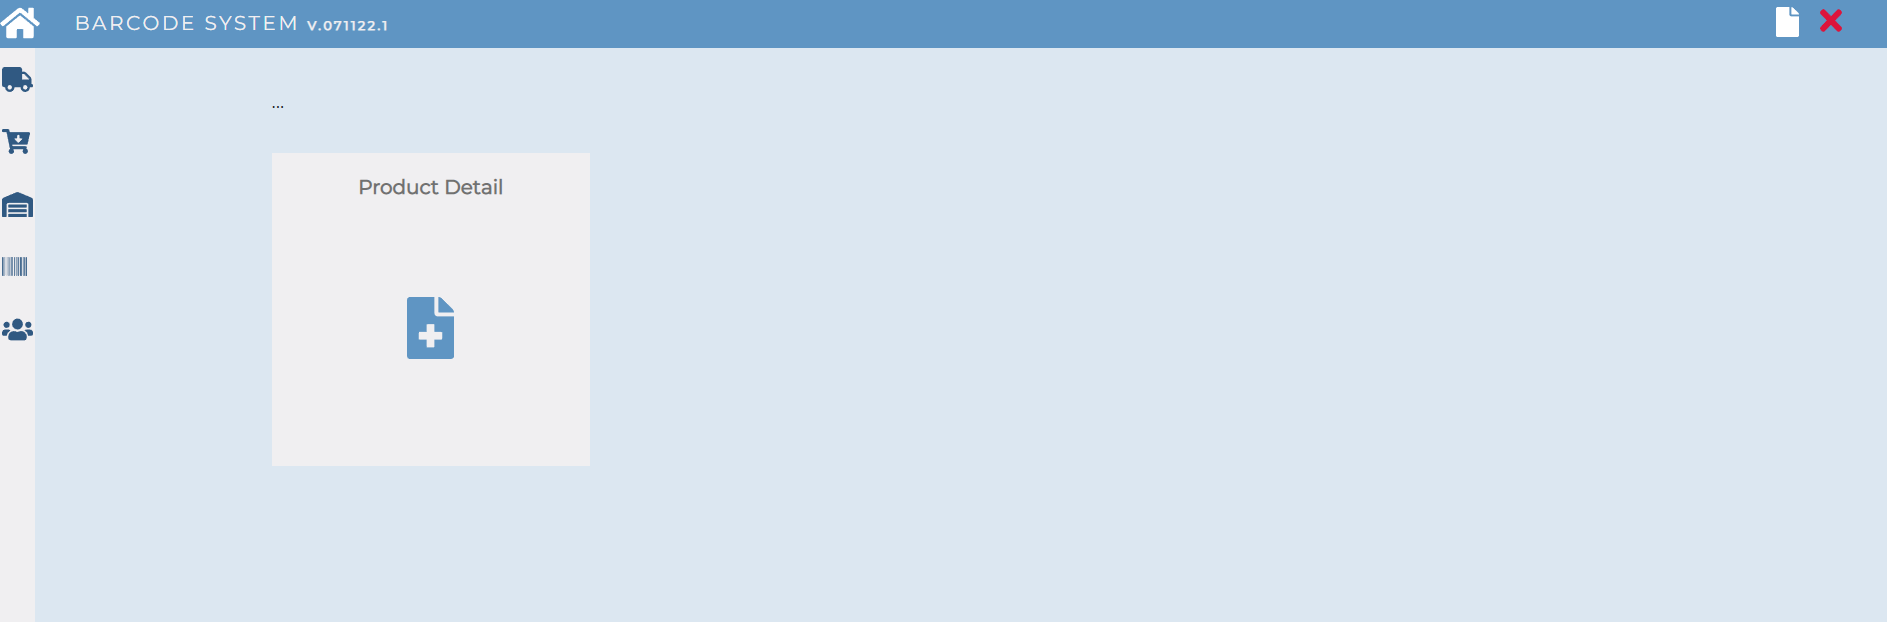 BARCODE SYSTEM V.071122.1
...
Product Detail